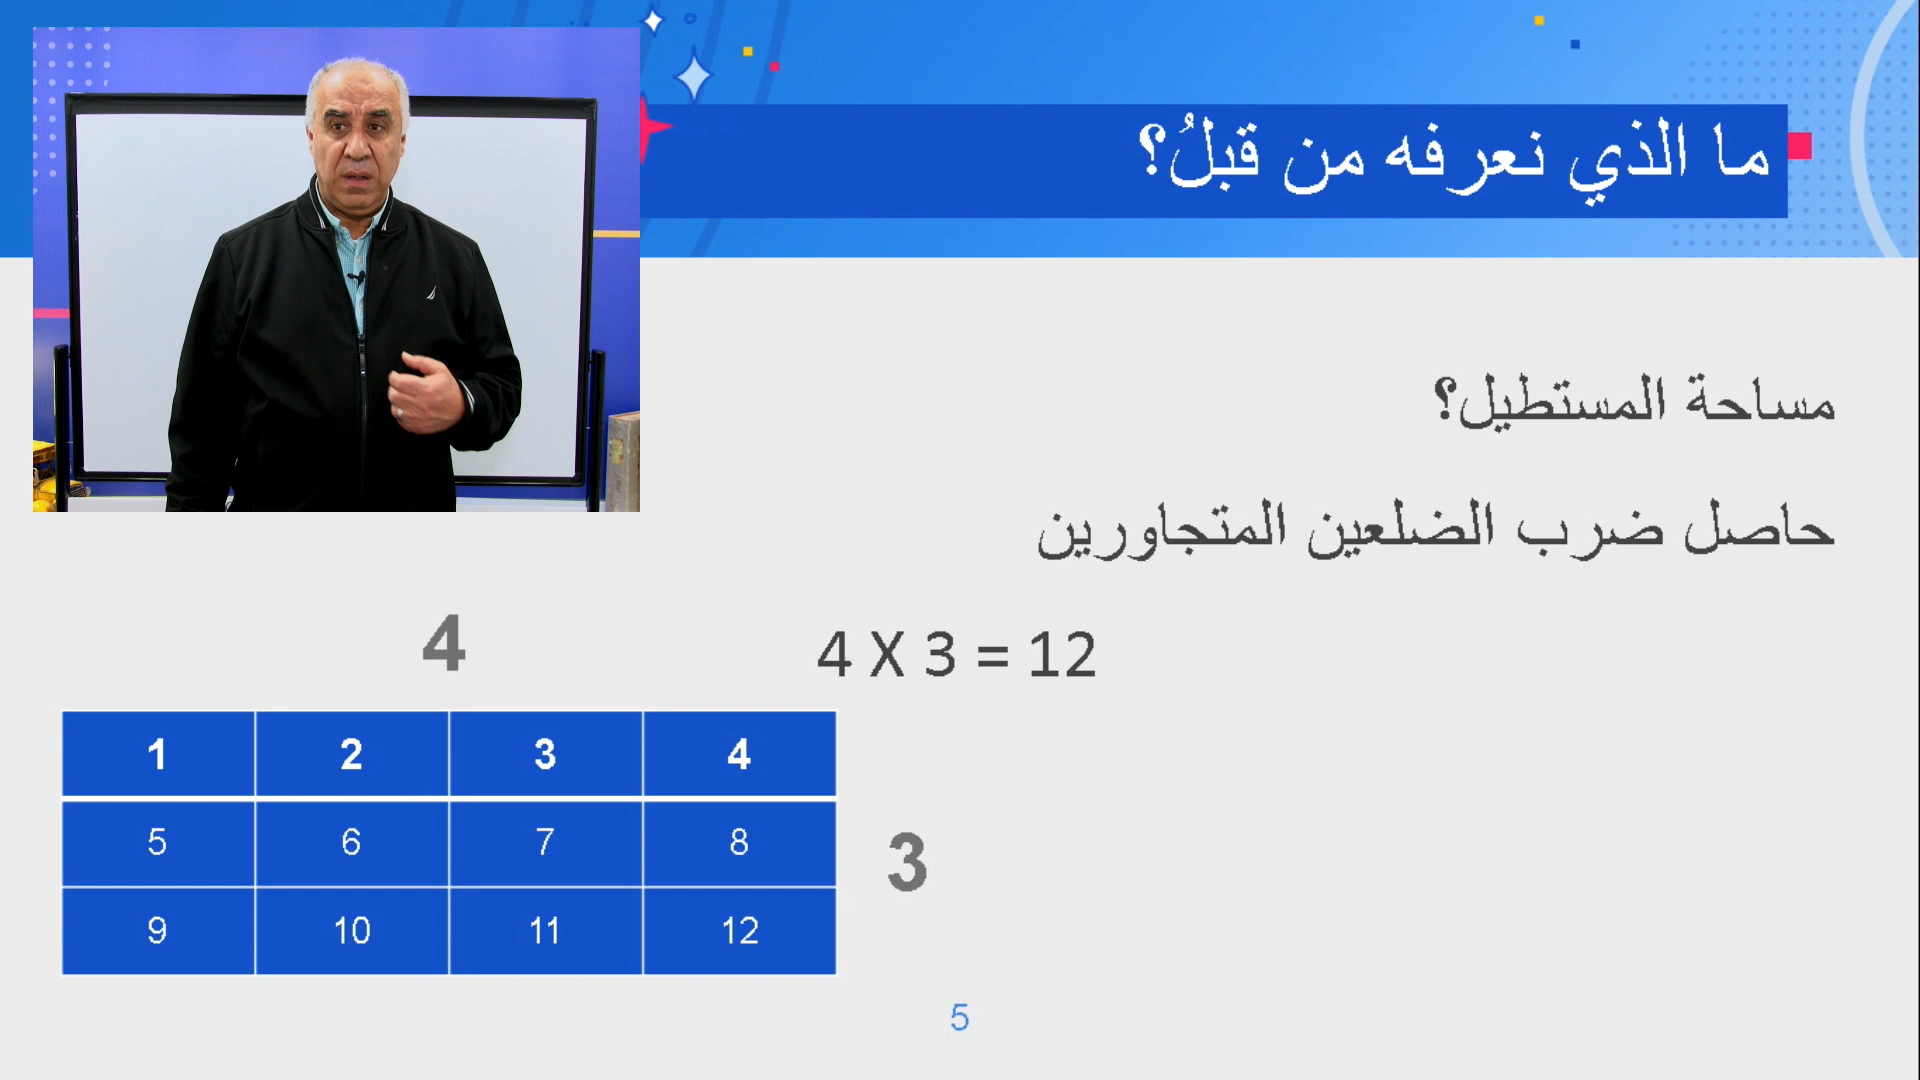 ما الذي نعرفه من قبلُ؟
مساحة المستطيل؟
حاصل ضرب الضلعين المتجاورين
4
4 X 3 = 12
1 2 3 4
5 6 7 8
3
9 10 11 12
5